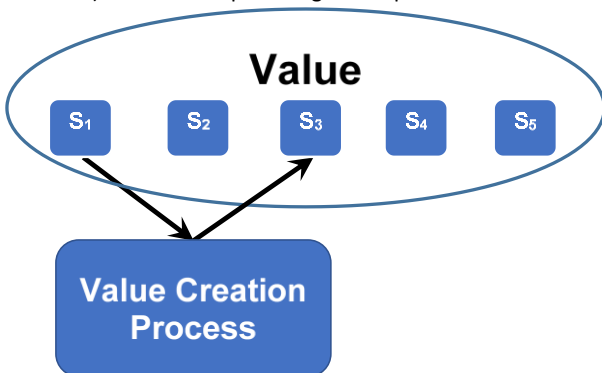 Value
S₁ S₂ S₃ S₄ S₅
Value Creation
Process